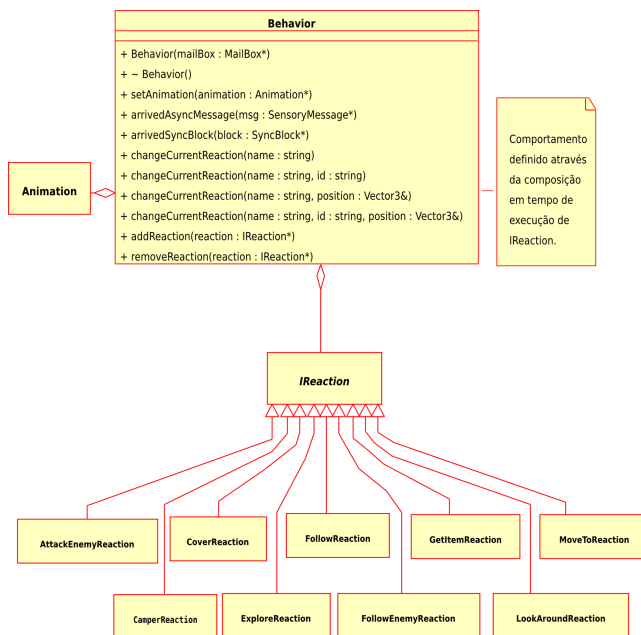 Behavior
+ Behavior(mailBox : MailBox*)
+ ~ Behavior()
+ setAnimation(animation : Animation*)
+ arrivedAsyncMessage(msg : SensoryMessage*)
+ arrivedSyncBlock(block : SyncBlock*)
+ changeCurrentReaction(name : string)
+ changeCurrentReaction(name : string, id : string)
+ changeCurrentReaction(name : string, position : Vector3&)
+ changeCurrentReaction(name : string, id : string, position : Vector3&)
+ addReaction(reaction : IReaction*)
+ removeReaction(reaction : IReaction*)
Animation
Comportamento
definido através
da composição
em tempo de
execução de
IReaction.
IReaction
AttackEnemyReaction
CoverReaction
FollowReaction
GetItemReaction
MoveToReaction
CamperReaction
ExploreReaction
FollowEnemyReaction
LookAroundReaction